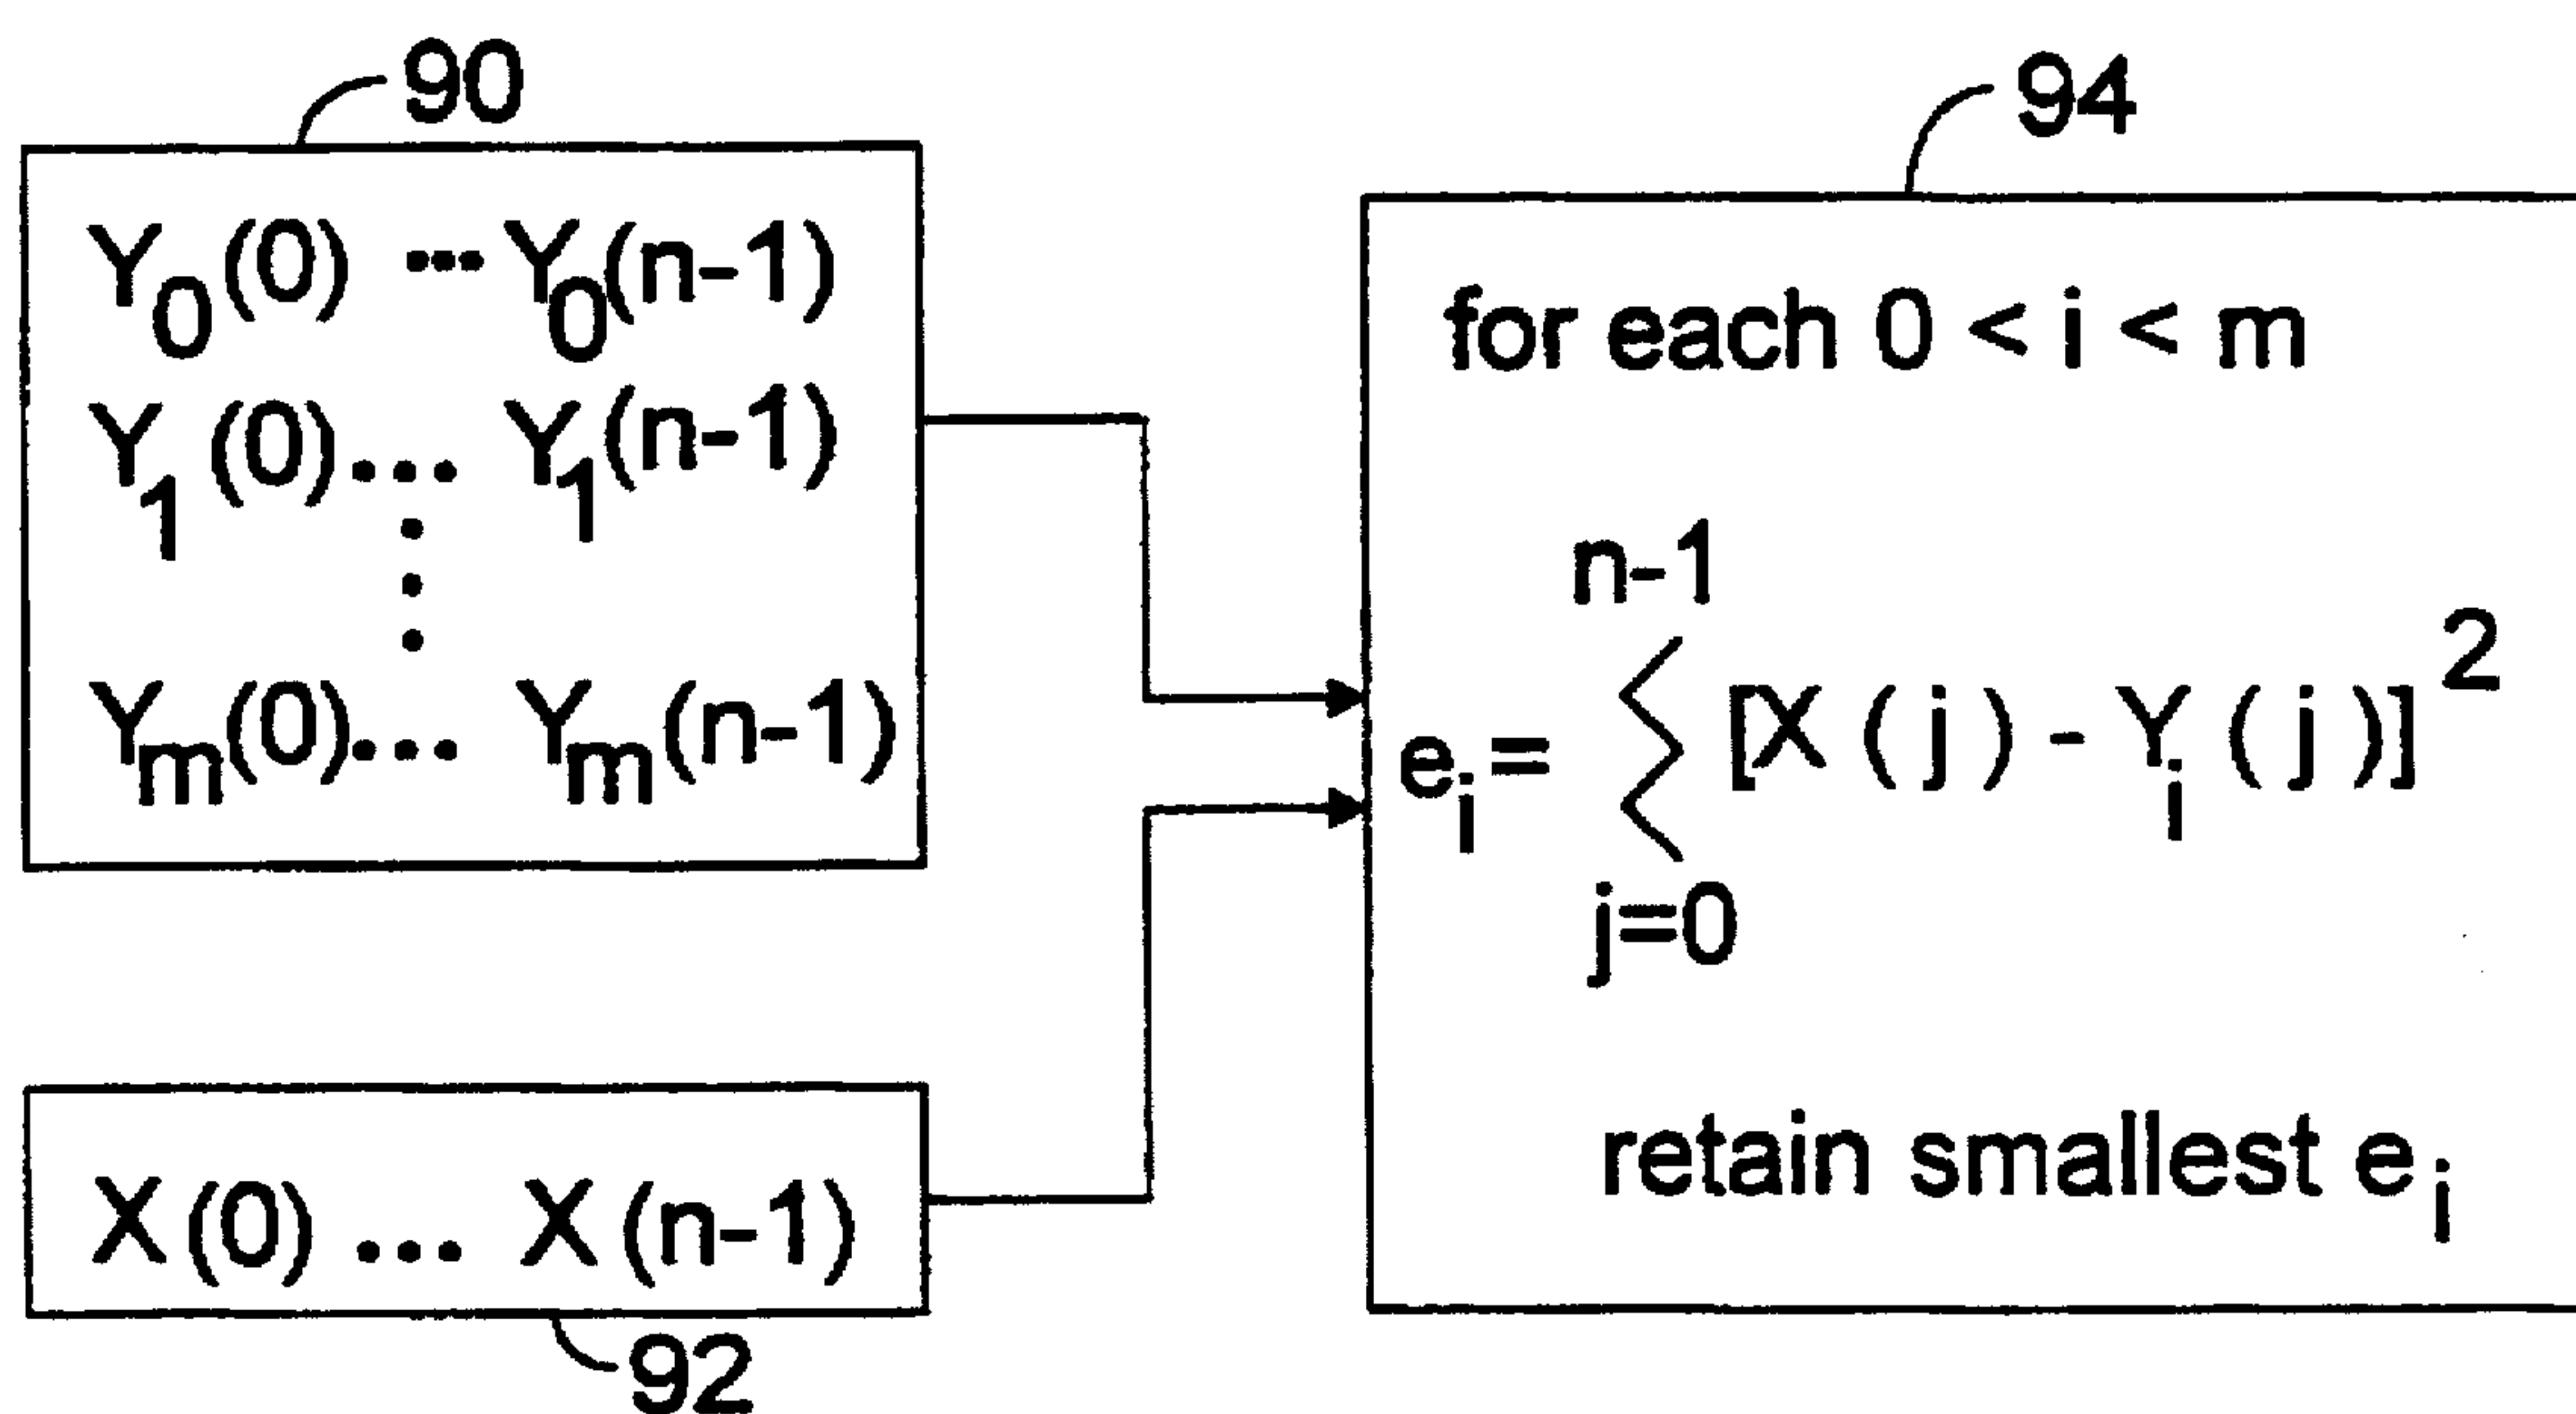 90
Y0(0) ... Y0(n-1)
Y1(0)... Y1(n-1)
Ym(0)... Ym(n-1)
X(0) ... X(n-1)
92
94
for each 0 < i < m
n-1
ei= Σ [X(j) - Yi(j)]2
j=0
retain smallest ei